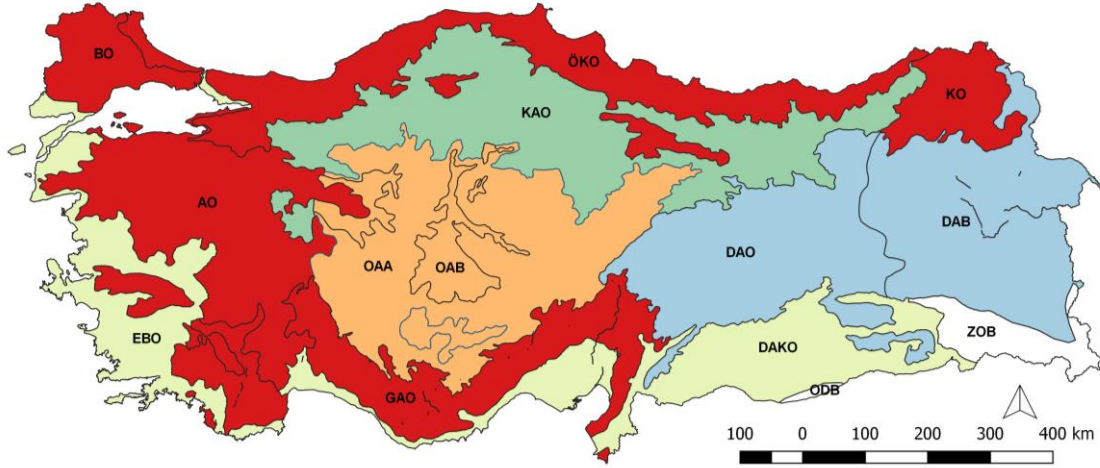 BO
ÖKO
KO
KAO
AO
DAB
DAO
OAA
OAB
EBO
ZOB
DAKO
ODB
GAO
100 0 100 200 300 400 km